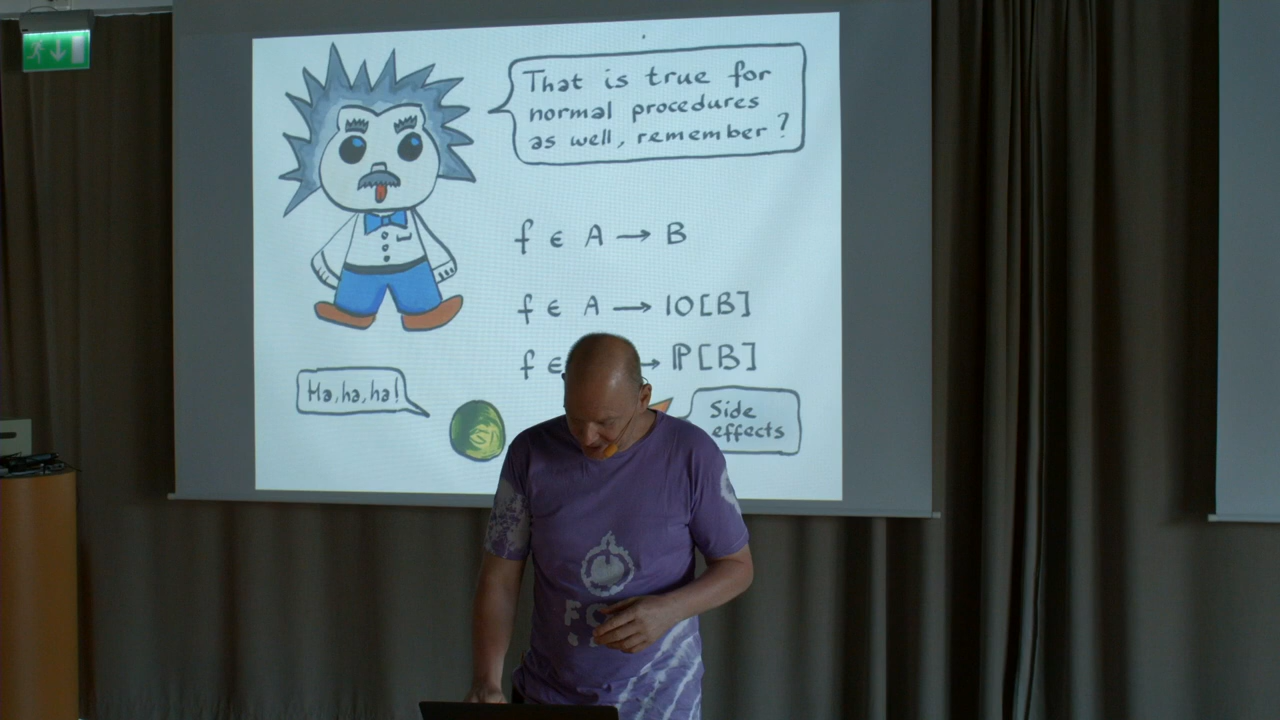 That is true for
normal procedures
as well, remember?
f ∈ A → B
f ∈ A → IO[B]
f ∈ → ℙ[B]
Ha, ha, ha!
Side
effects